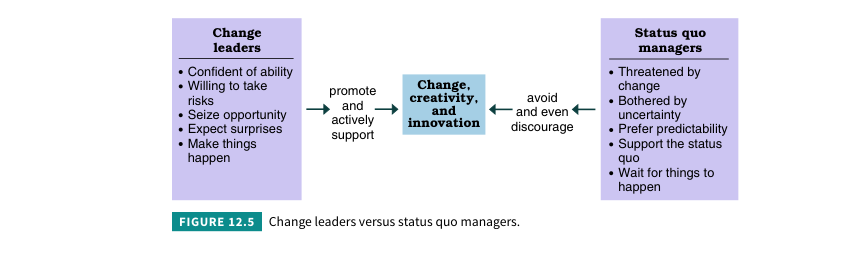 Change
leaders
• Confident of ability
• Willing to take
risks
• Seize opportunity
• Expect surprises
• Make things
happen
promote
and
actively
support
Change,
creativity,
and
innovation
avoid
and even
discourage
Status quo
managers
• Threatened by
change
• Bothered by
uncertainty
• Prefer predictability
• Support the status
quo
• Wait for things to
happen
FIGURE 12.5 Change leaders versus status quo managers.